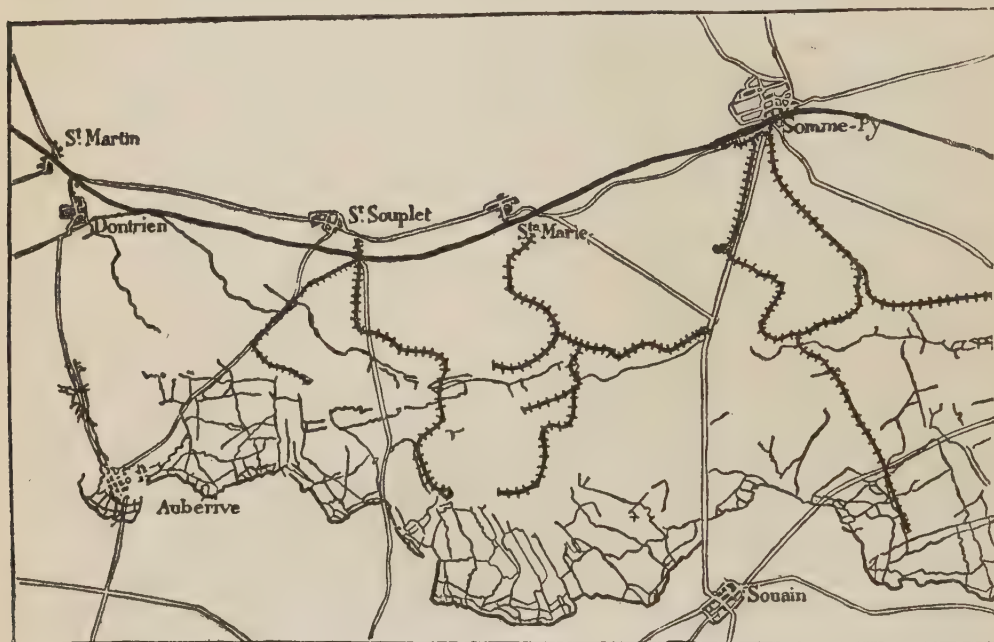 St Martin
Somme-Py
St Souplet
Dontrien
Ste Marie
Auberive
Souain